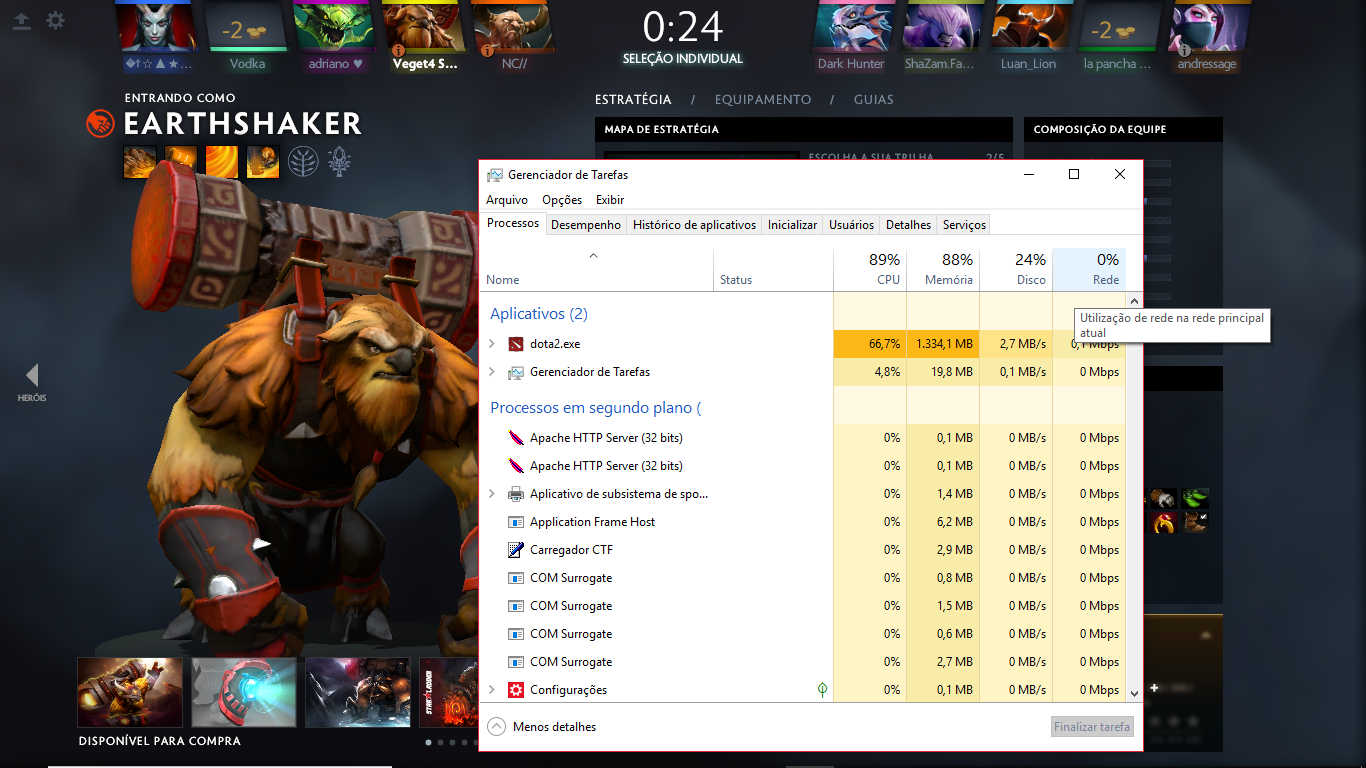 0:24
SELEÇÃO INDIVIDUAL
-2
-2
Vodka
adriano ♥
Veget4 S...
NC//
Dark Hunter
ShaZam.Fa...
Luan_Lion
la pancha ...
andressage
ENTRANDO COMO
EARTHSHAKER
ESTRATÉGIA / EQUIPAMENTO / GUIAS
MAPA DE ESTRATÉGIA
COMPOSIÇÃO DA EQUIPE
ESCOLHA A SUA TRILHA 2/5
HERÓIS
Gerenciador de Tarefas
Arquivo Opções Exibir
Processos Desempenho Histórico de aplicativos Inicializar Usuários Detalhes Serviços
89% 88% 24% 0%
Nome Status CPU Memória Disco Rede
Utilização de rede na rede principal
atual
Aplicativos (2)
dota2.exe 66,7% 1.334,1 MB 2,7 MB/s 0,1 Mbps
Gerenciador de Tarefas 4,8% 19,8 MB 0,1 MB/s 0 Mbps
Processos em segundo plano (
Apache HTTP Server (32 bits) 0% 0,1 MB 0 MB/s 0 Mbps
Apache HTTP Server (32 bits) 0% 0,1 MB 0 MB/s 0 Mbps
Aplicativo de subsistema de spo... 0% 1,4 MB 0 MB/s 0 Mbps
Application Frame Host 0% 6,2 MB 0 MB/s 0 Mbps
Carregador CTF 0% 2,9 MB 0 MB/s 0 Mbps
COM Surrogate 0% 0,8 MB 0 MB/s 0 Mbps
COM Surrogate 0% 1,5 MB 0 MB/s 0 Mbps
COM Surrogate 0% 0,6 MB 0 MB/s 0 Mbps
COM Surrogate 0% 2,7 MB 0 MB/s 0 Mbps
Configurações 0% 0,1 MB 0 MB/s 0 Mbps
Menos detalhes
Finalizar tarefa
DISPONÍVEL PARA COMPRA